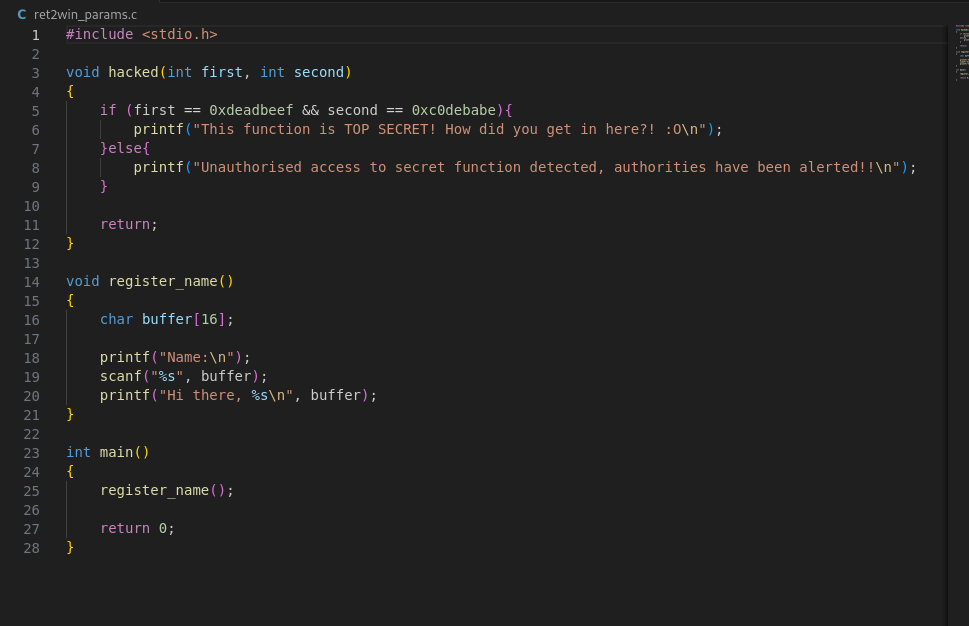 C ret2win_params.c
1 #include <stdio.h>
2
3 void hacked(int first, int second)
4 {
5     if (first == 0xdeadbeef && second == 0xc0debabe){
6         printf("This function is TOP SECRET! How did you get in here?! :O\n");
7     }else{
8         printf("Unauthorised access to secret function detected, authorities have been alerted!!\n");
9     }
10
11     return;
12 }
13
14 void register_name()
15 {
16     char buffer[16];
17
18     printf("Name:\n");
19     scanf("%s", buffer);
20     printf("Hi there, %s\n", buffer);
21 }
22
23 int main()
24 {
25     register_name();
26
27     return 0;
28 }